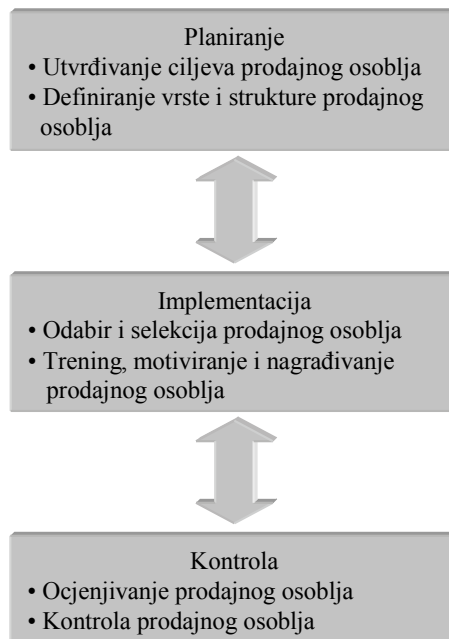 Planiranje
• Utvrđivanje ciljeva prodajnog osoblja
• Definiranje vrste i strukture prodajnog
osoblja
Implementacija
• Odabir i selekcija prodajnog osoblja
• Trening, motiviranje i nagrađivanje
prodajnog osoblja
Kontrola
• Ocjenjivanje prodajnog osoblja
• Kontrola prodajnog osoblja